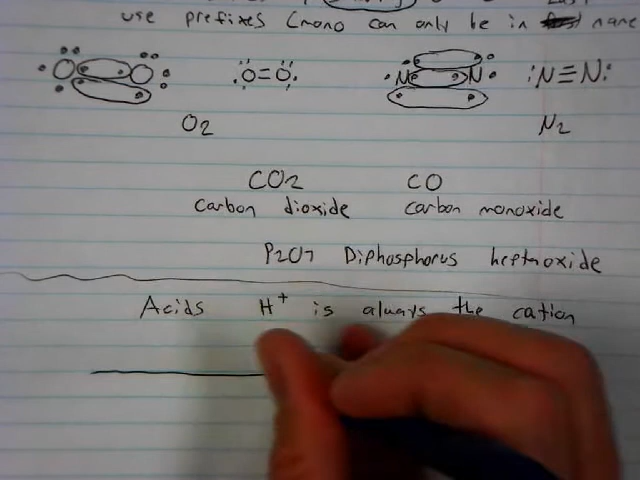 use prefixes (mono can only be in name
:O=O: N N :N≡N:
O2 N2
CO2 CO
Carbon dioxide carbon monoxide
P2O7 Diphosphorus heptnoxide
Acids H+ is always the cation